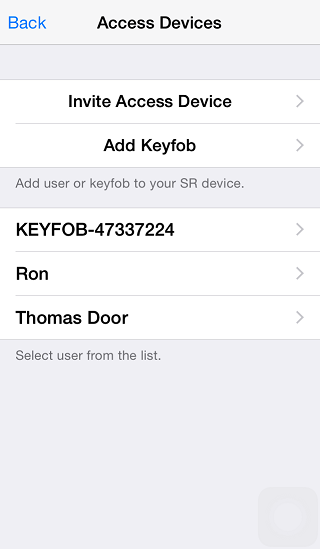 Back Access Devices
Invite Access Device
Add Keyfob
Add user or keyfob to your SR device.
KEYFOB-47337224
Ron
Thomas Door
Select user from the list.